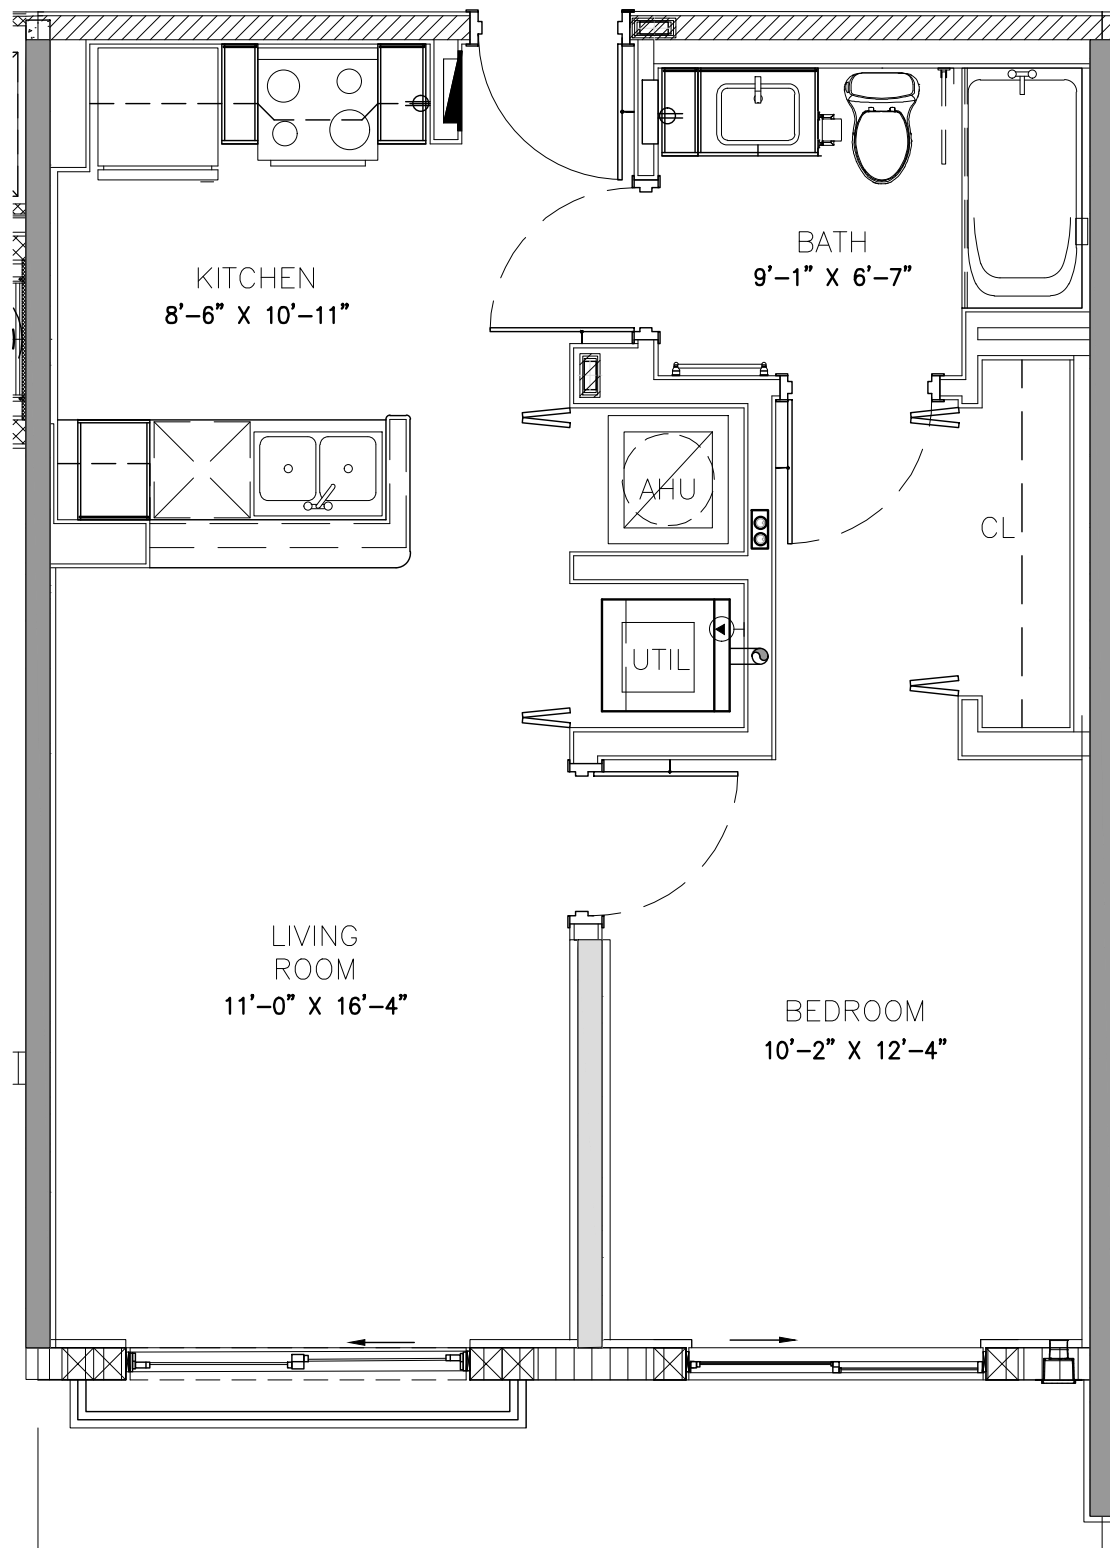 BATH
9’-1” X 6’-7”
KITCHEN
8’-6” X 10’-11”
AHU
CL
UTIL
LIVING
ROOM
11’-0” X 16’-4”
BEDROOM
10’-2” X 12’-4”